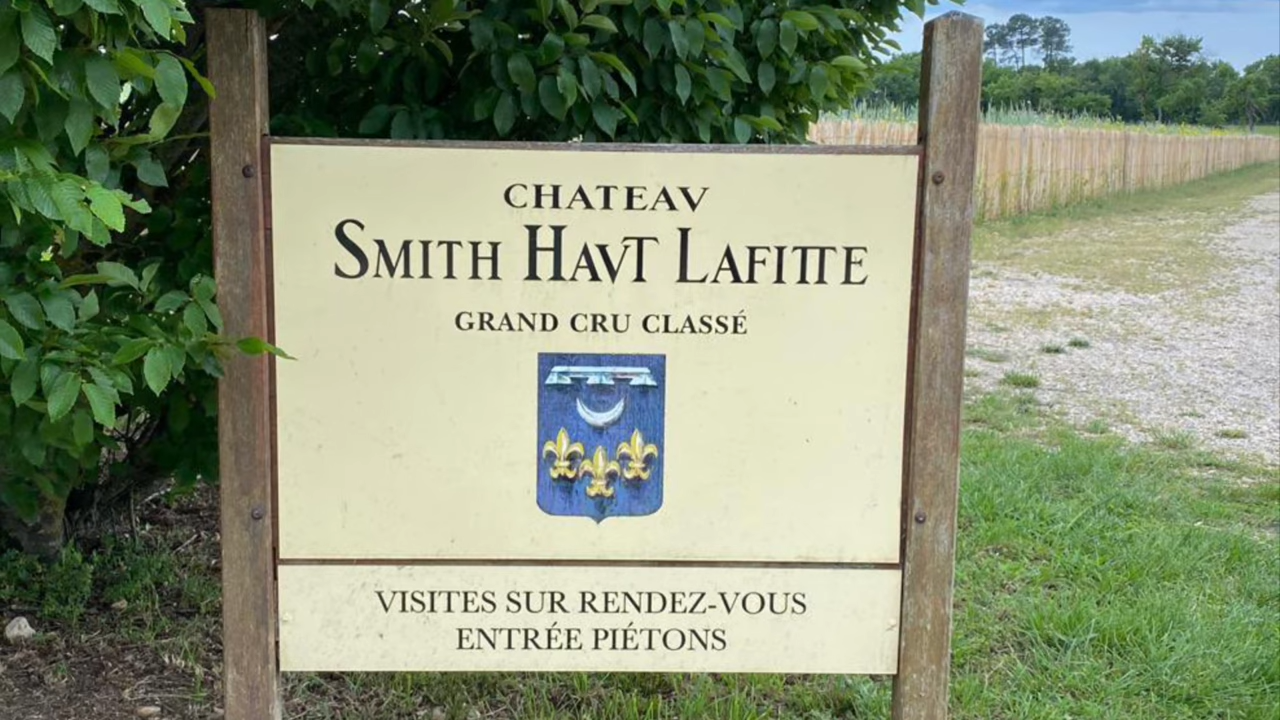 CHATEAV
SMITH HAVT LAFITTE
GRAND CRU CLASSÉ
VISITES SUR RENDEZ-VOUS
ENTRÉE PIÉTONS